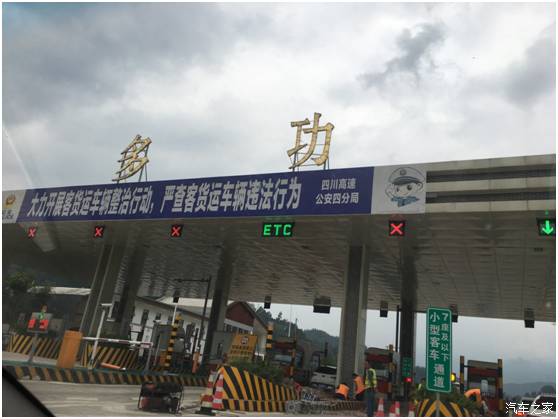 多功
大力开展客货运车辆整治行动，严查客货运车辆违法行为
四川高速
公安四分局
ETC
7座及以下
小型客车通道
汽车之家